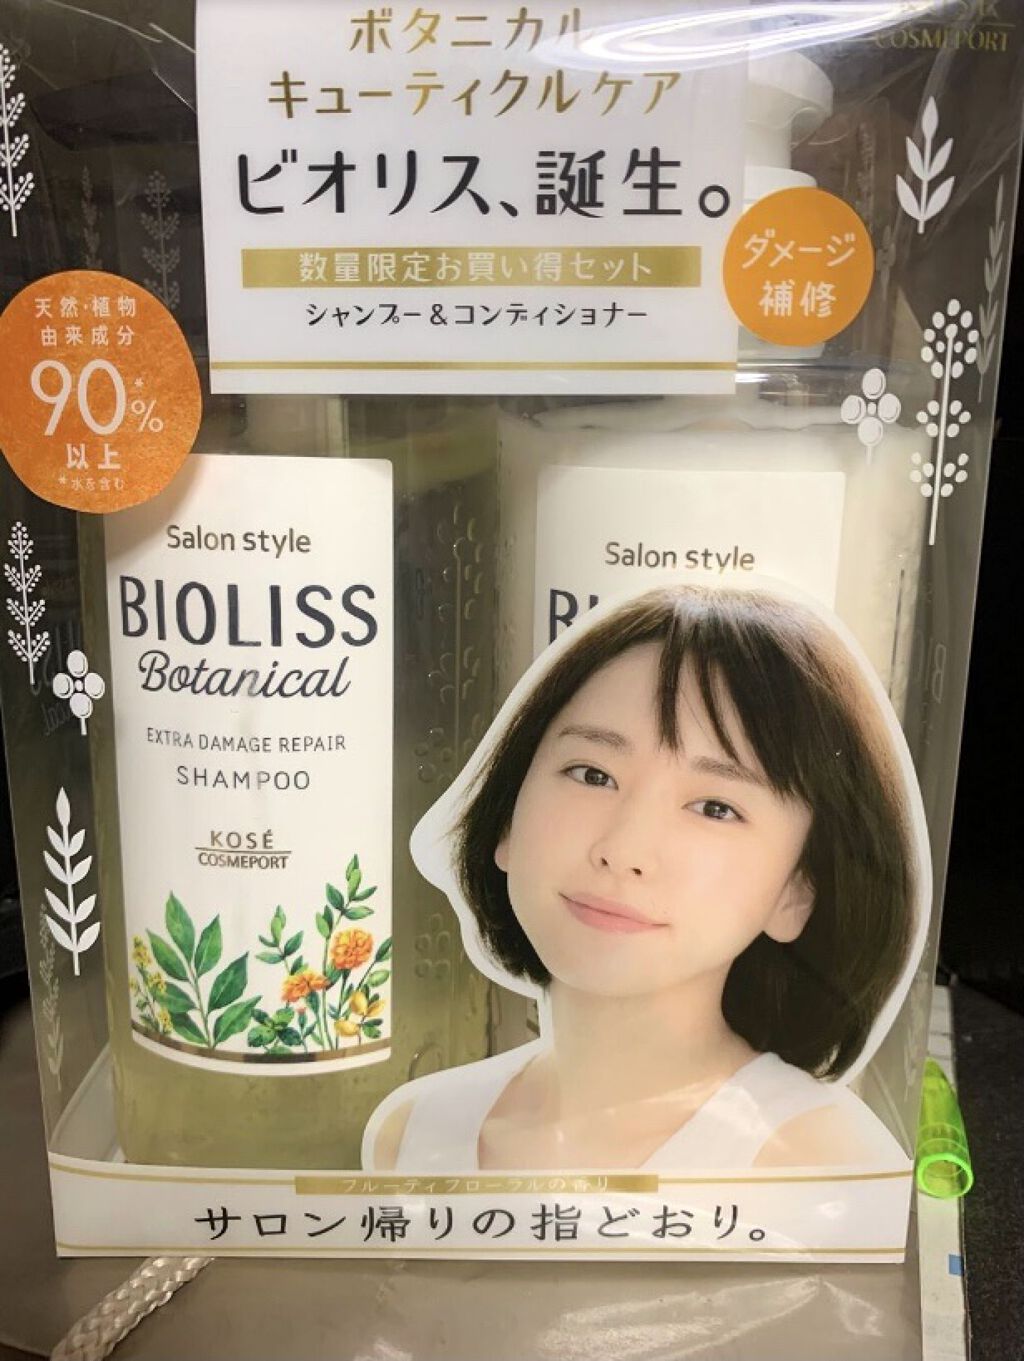 KOSÉ
COSMEPORT
ボタニカル
キューティクルケア
ビオリス、誕生。
数量限定お買い得セット
シャンプー＆コンディショナー
ダメージ
補修
天然・植物
由来成分
90%*
以上
*水を含む
Salon style
BIOLISS
Botanical
EXTRA DAMAGE REPAIR
SHAMPOO
KOSÉ
COSMEPORT
Salon style
フルーティフローラルの香り
サロン帰りの指どおり。